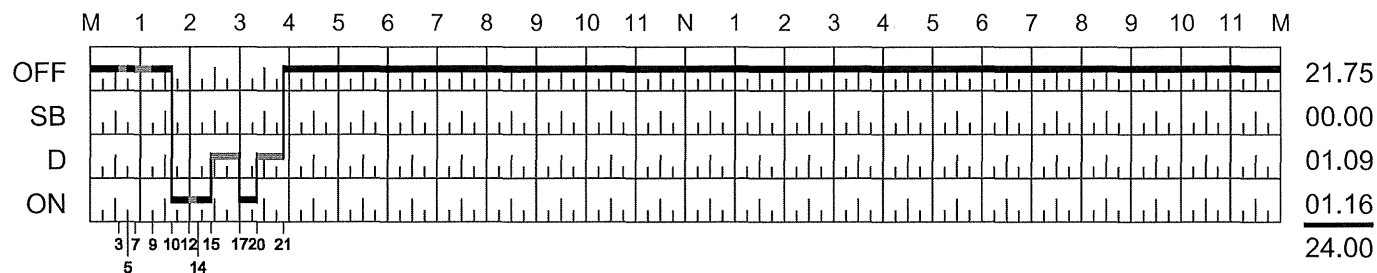 M 1 2 3 4 5 6 7 8 9 10 11 N 1 2 3 4 5 6 7 8 9 10 11 M
OFF 21.75
SB 00.00
D 01.09
ON 01.16
24.00
3 7 9 10 12 15 17 20 21
5 14